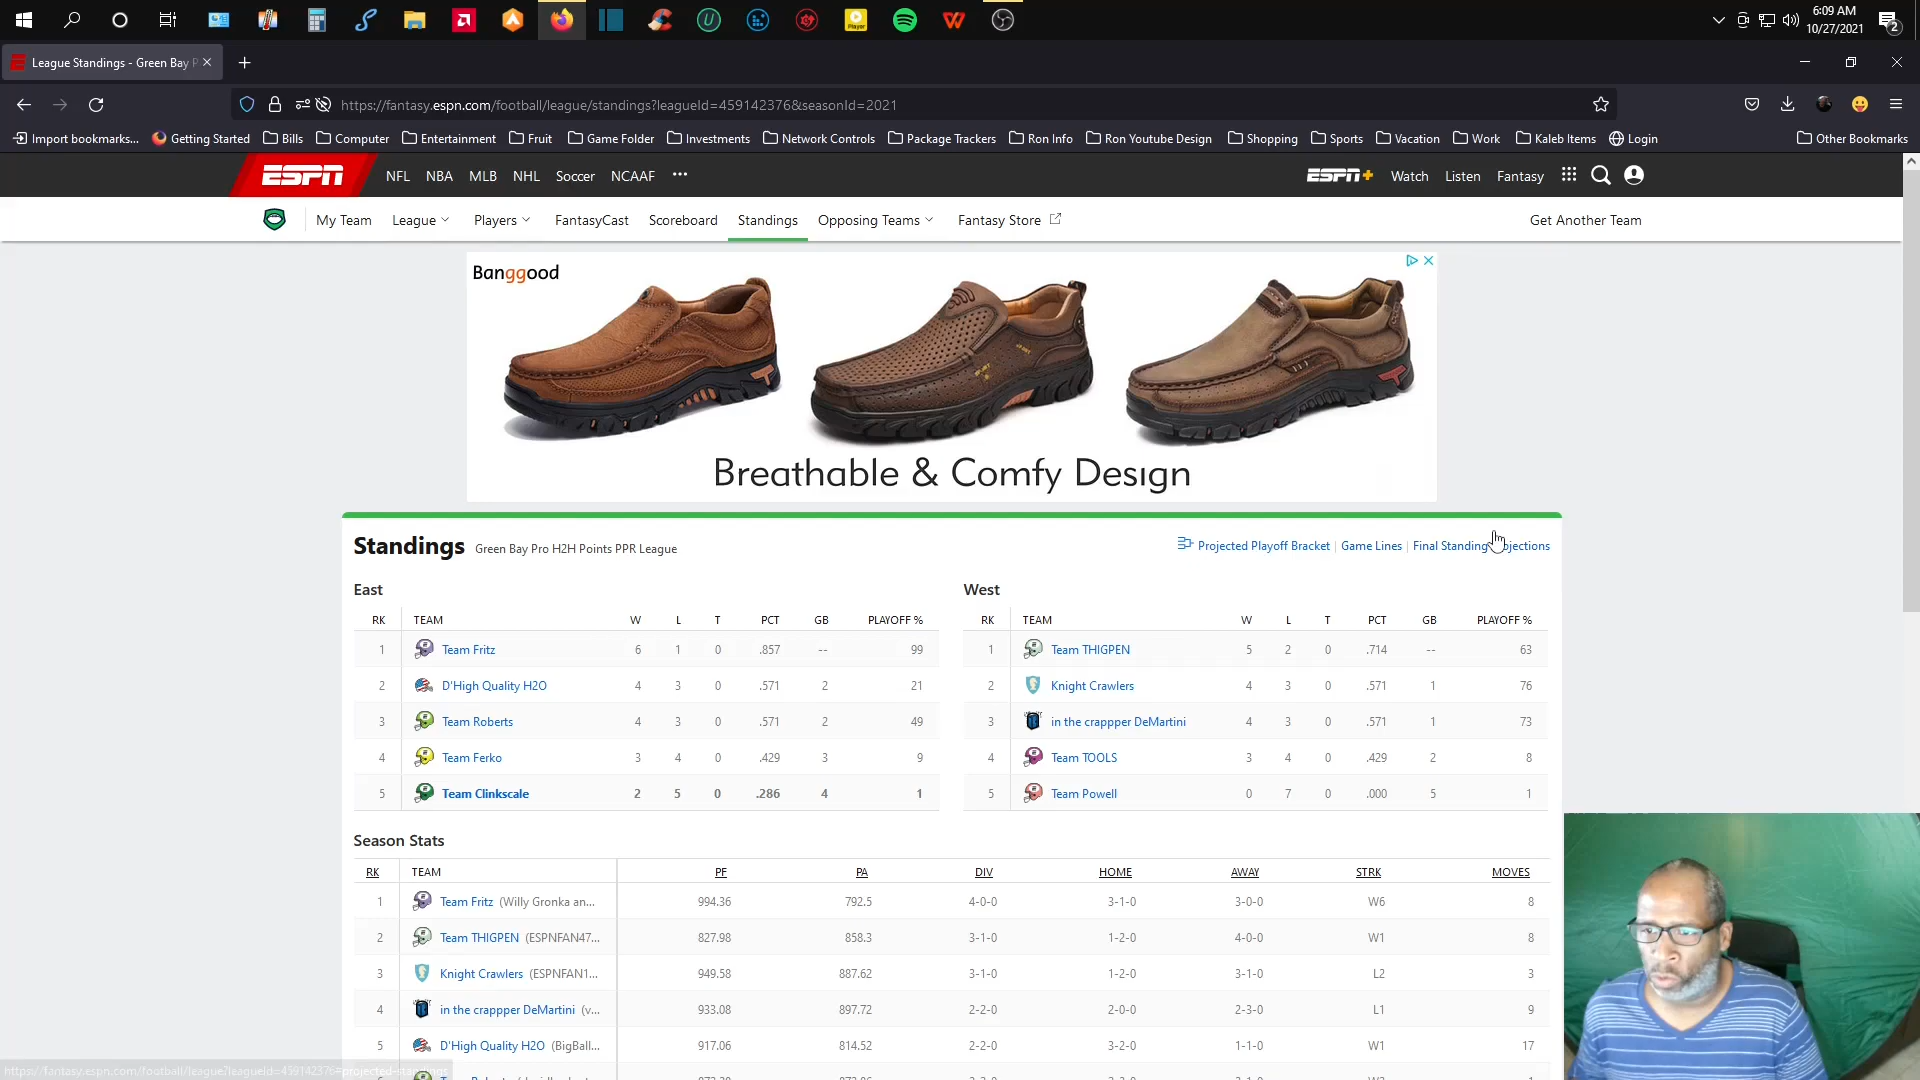 6:09 AM
10/27/2021
2
League Standings - Green Bay P
https://fantasy.espn.com/football/league/standings?leagueId=459142376&seasonId=2021
Import bookmarks... Getting Started Bills Computer Entertainment Fruit Game Folder Investments Network Controls Package Trackers Ron Info Ron Youtube Design Shopping Sports Vacation Work Kaleb Items Login Other Bookmarks
ESPN NFL NBA MLB NHL Soccer NCAAF ••• ESPN+ Watch Listen Fantasy
My Team League Players FantasyCast Scoreboard Standings Opposing Teams Fantasy Store Get Another Team
Banggood
Breathable & Comfy Design
Standings Green Bay Pro H2H Points PPR League Projected Playoff Bracket | Game Lines | Final Standing jections
East West
RK TEAM W L T PCT GB PLAYOFF % RK TEAM W L T PCT GB PLAYOFF %
1 Team Fritz 6 1 0 .857 -- 99 1 Team THIGPEN 5 2 0 .714 -- 63
2 D'High Quality H2O 4 3 0 .571 2 21 2 Knight Crawlers 4 3 0 .571 1 76
3 Team Roberts 4 3 0 .571 2 49 3 in the crappper DeMartini 4 3 0 .571 1 73
4 Team Ferko 3 4 0 .429 3 9 4 Team TOOLS 3 4 0 .429 2 8
5 Team Clinkscale 2 5 0 .286 4 1 5 Team Powell 0 7 0 .000 5 1
Season Stats
RK TEAM PF PA DIV HOME AWAY STRK MOVES
1 Team Fritz (Willy Gronka an... 994.36 792.5 4-0-0 3-1-0 3-0-0 W6 8
2 Team THIGPEN (ESPNFAN47... 827.98 858.3 3-1-0 1-2-0 4-0-0 W1 8
3 Knight Crawlers (ESPNFAN1... 949.58 887.62 3-1-0 1-2-0 3-1-0 L2 3
4 in the crappper DeMartini (v... 933.08 897.72 2-2-0 2-0-0 2-3-0 L1 9
5 D'High Quality H2O (BigBall... 917.06 814.52 2-2-0 3-2-0 1-1-0 W1 17
https://fantasy.espn.com/football/league?leagueId=459142376#projected-standings